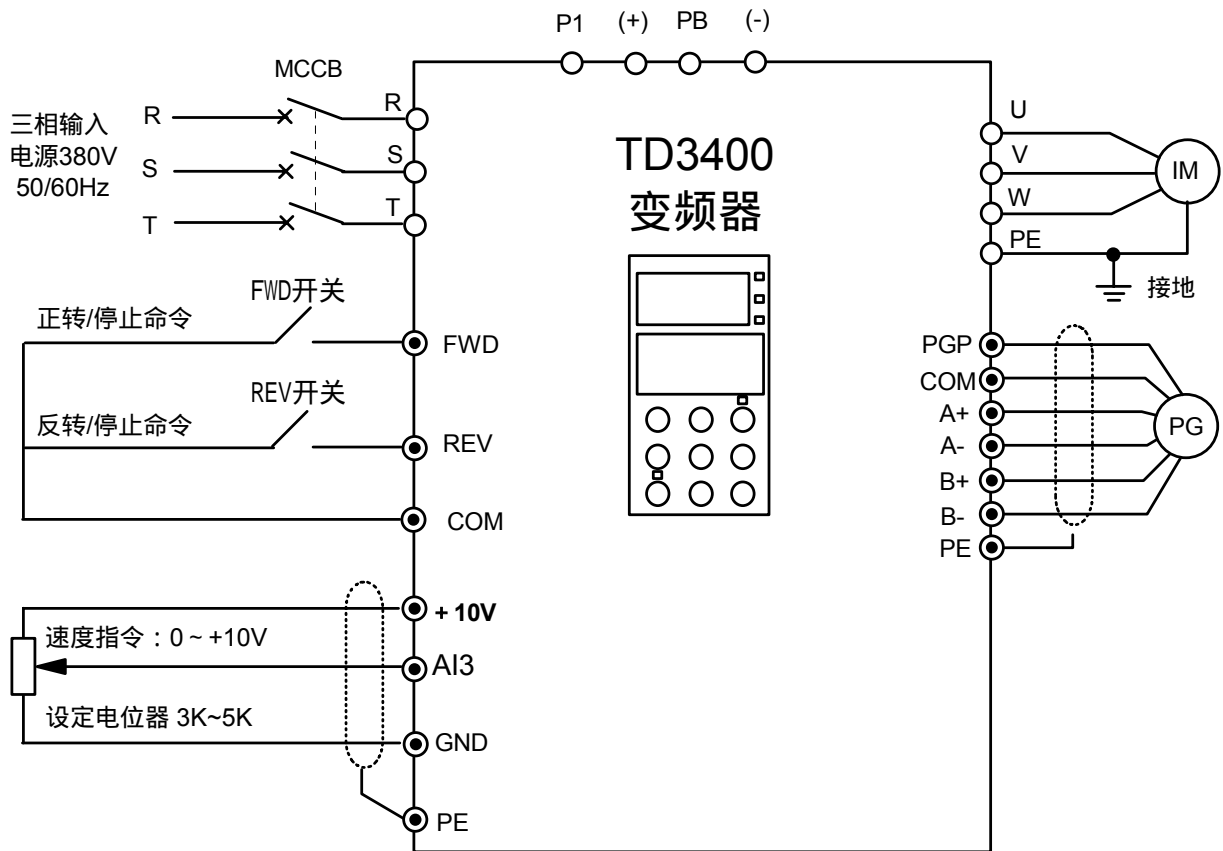 P1
(+)
PB
(-)
MCCB
三相输入
电源380V
50/60Hz
R
R
S
S
T
T
TD3400
变频器
U
V
W
PE
IM
接地
FWD开关
正转/停止命令
FWD
REV开关
反转/停止命令
REV
COM
PGP
COM
A+
A-
B+
B-
PE
PG
+ 10V
速度指令：0 ~ +10V
AI3
设定电位器 3K~5K
GND
PE